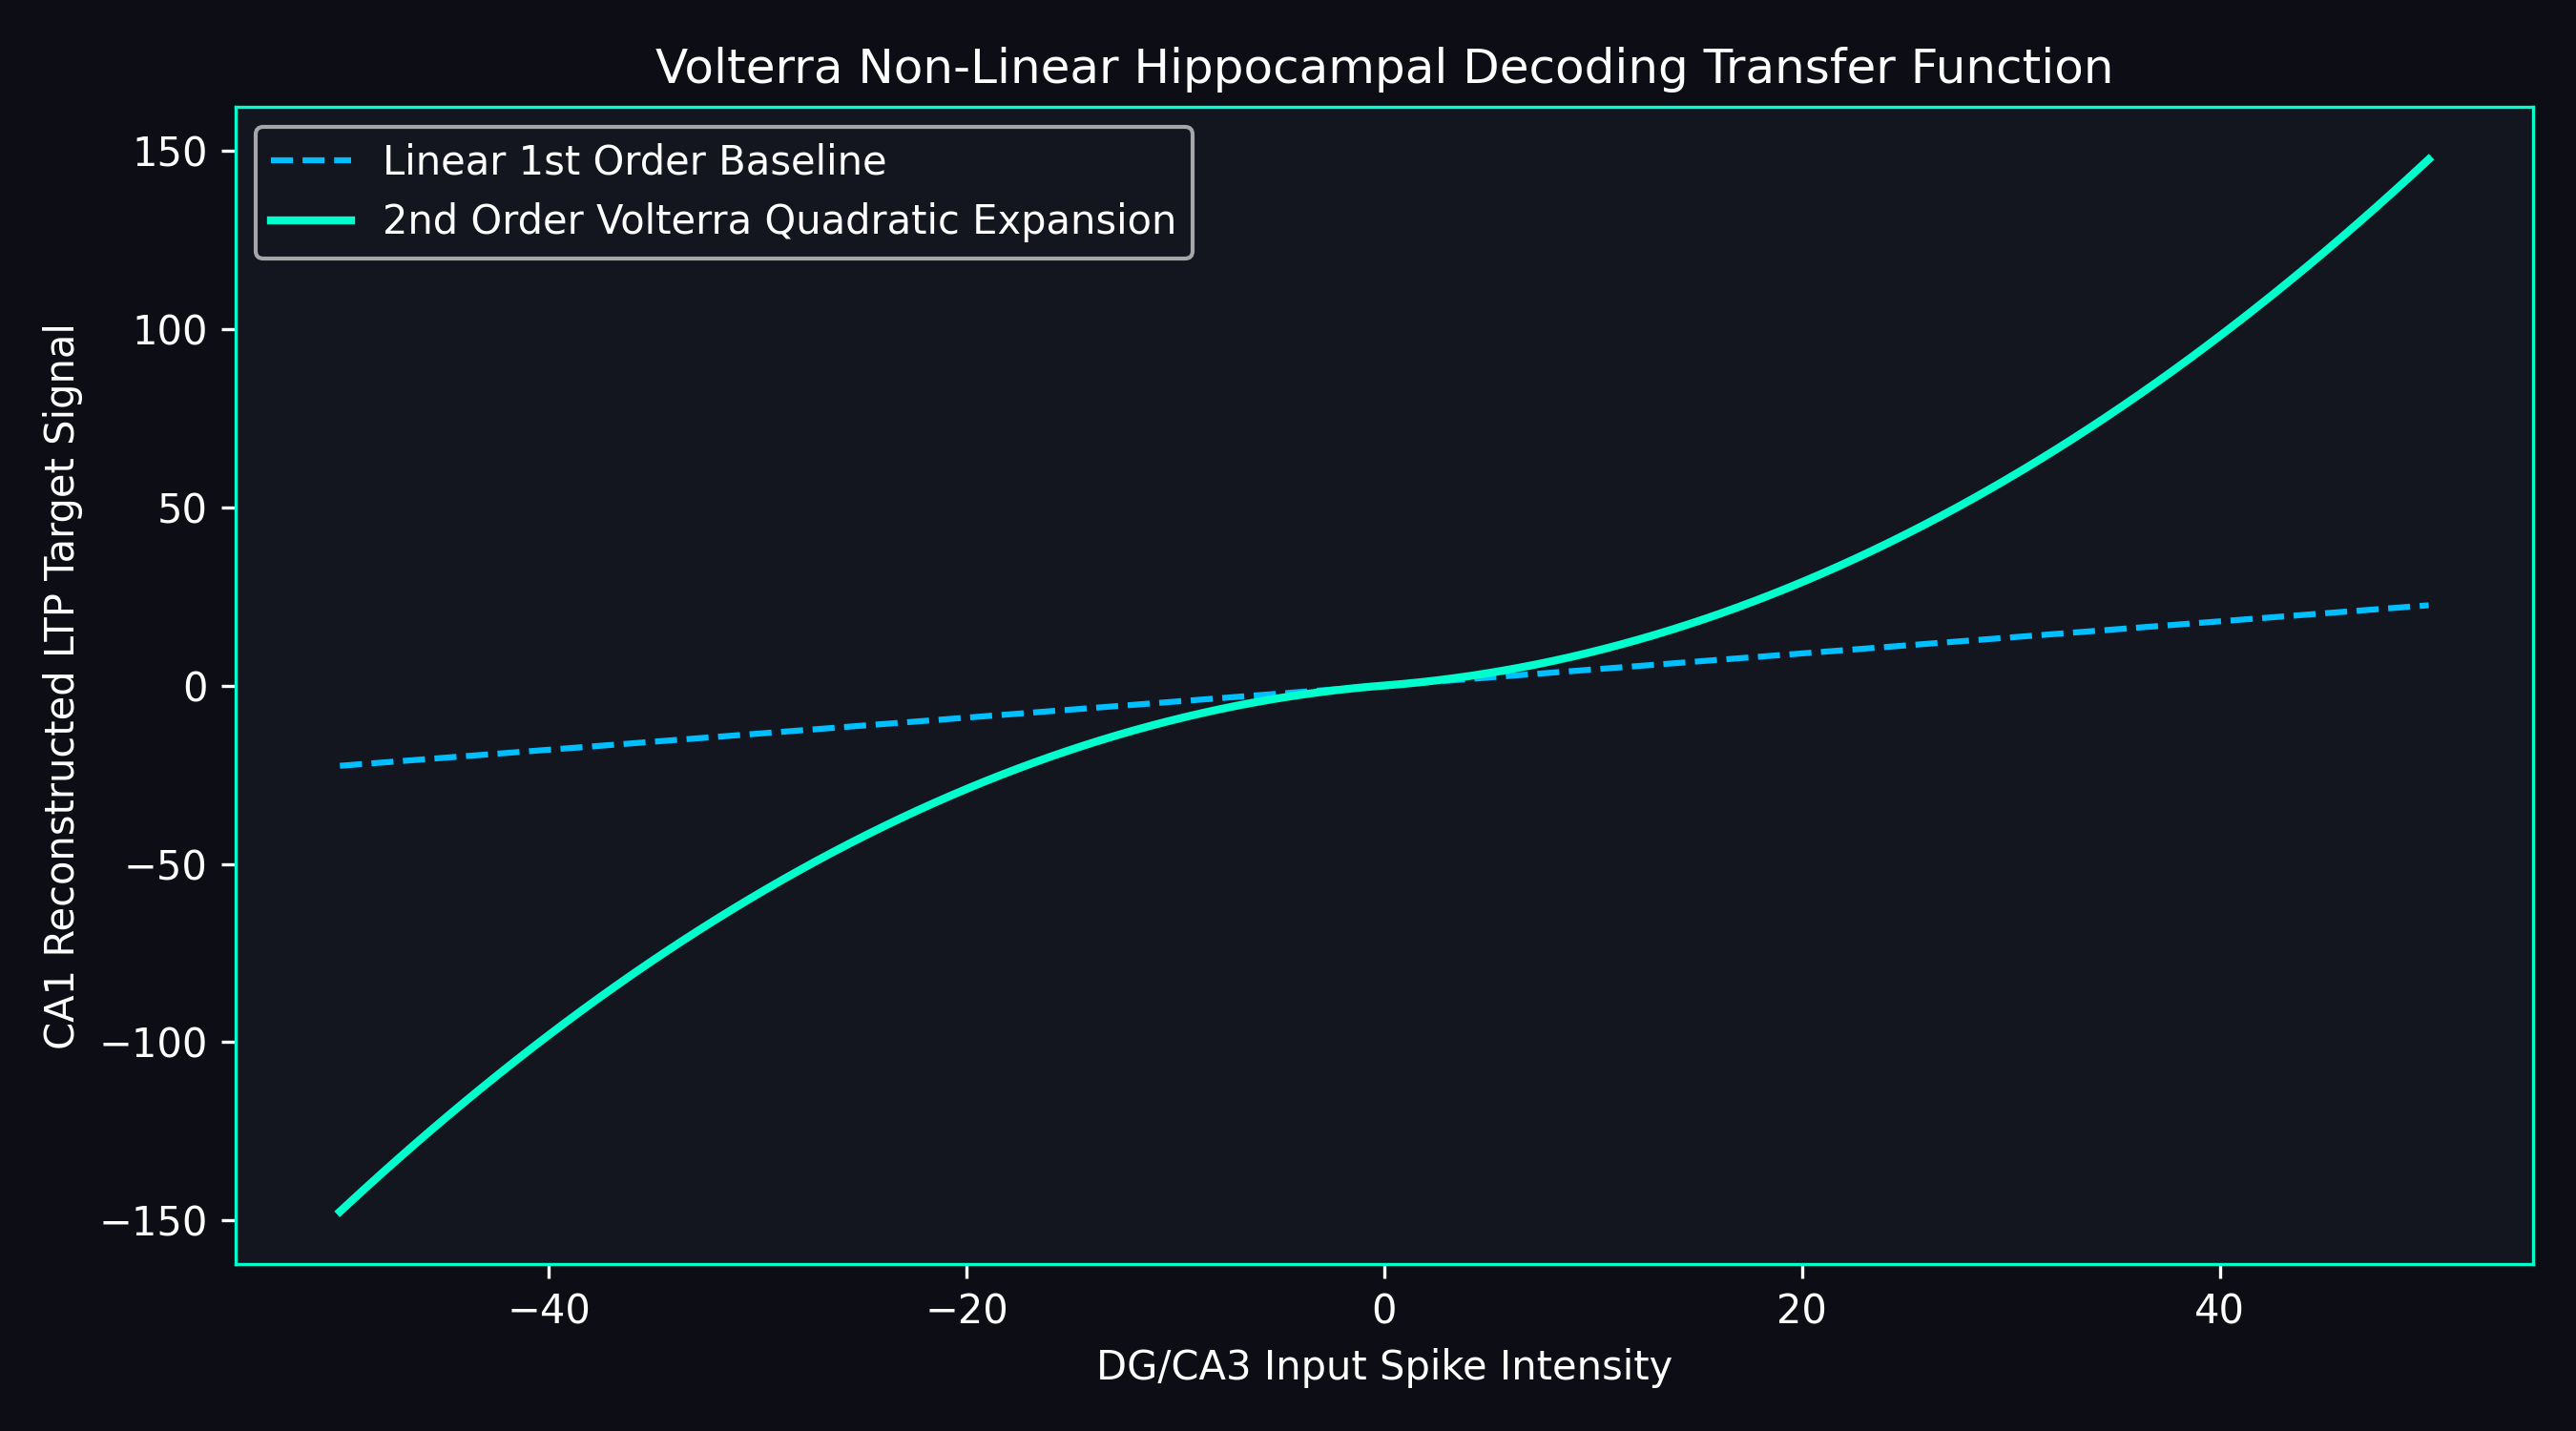 Volterra Non-Linear Hippocampal Decoding Transfer Function
Linear 1st Order Baseline
2nd Order Volterra Quadratic Expansion
CA1 Reconstructed LTP Target Signal
150
100
50
0
−50
−100
−150
−40
−20
0
20
40
DG/CA3 Input Spike Intensity